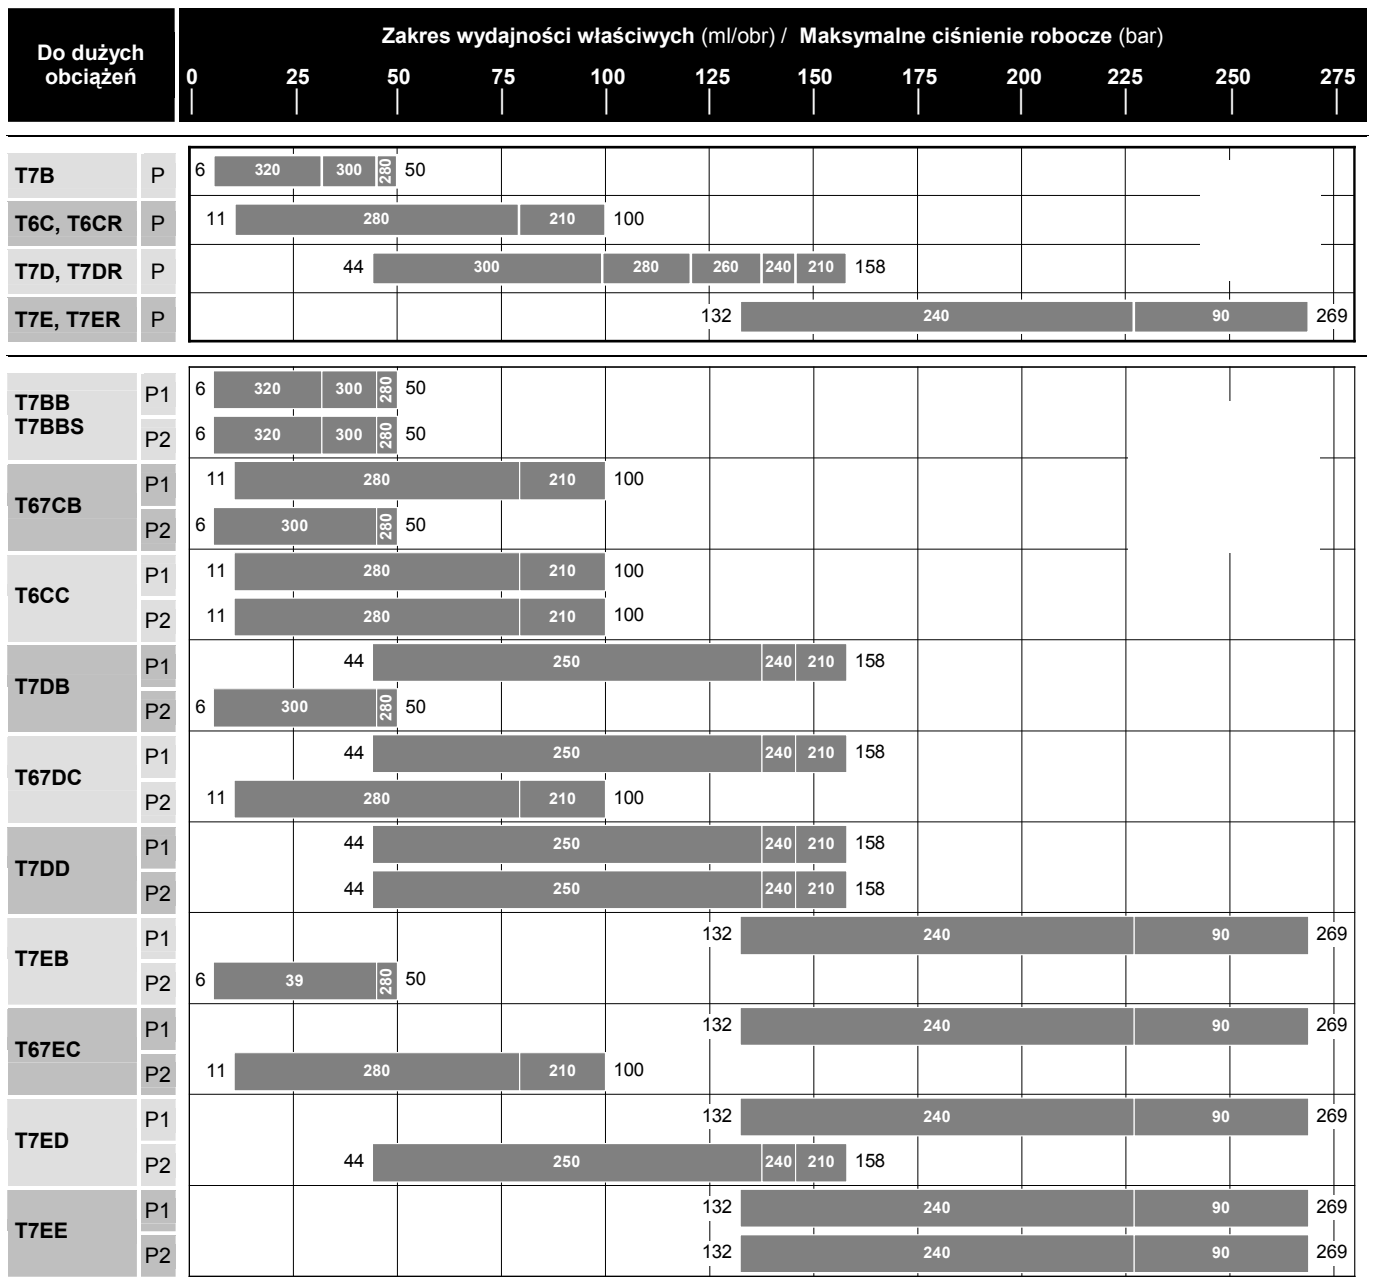 Do dużych
obciążeń
Zakres wydajności właściwych (ml/obr) / Maksymalne ciśnienie robocze (bar)
0 25 50 75 100 125 150 175 200 225 250 275
T7B P 6 320 300 280 50
T6C, T6CR P 11 280 210 100
T7D, T7DR P 44 300 280 260 240 210 158
T7E, T7ER P 132 240 90 269
T7BB
T7BBS
P1 6 320 300 280 50
P2 6 320 300 280 50
T67CB
P1 11 280 210 100
P2 6 300 280 50
T6CC
P1 11 280 210 100
P2 11 280 210 100
T7DB
P1 44 250 240 210 158
P2 6 300 280 50
T67DC
P1 44 250 240 210 158
P2 11 280 210 100
T7DD
P1 44 250 240 210 158
P2 44 250 240 210 158
T7EB
P1 132 240 90 269
P2 6 39 280 50
T67EC
P1 132 240 90 269
P2 11 280 210 100
T7ED
P1 132 240 90 269
P2 44 250 240 210 158
T7EE
P1 132 240 90 269
P2 132 240 90 269